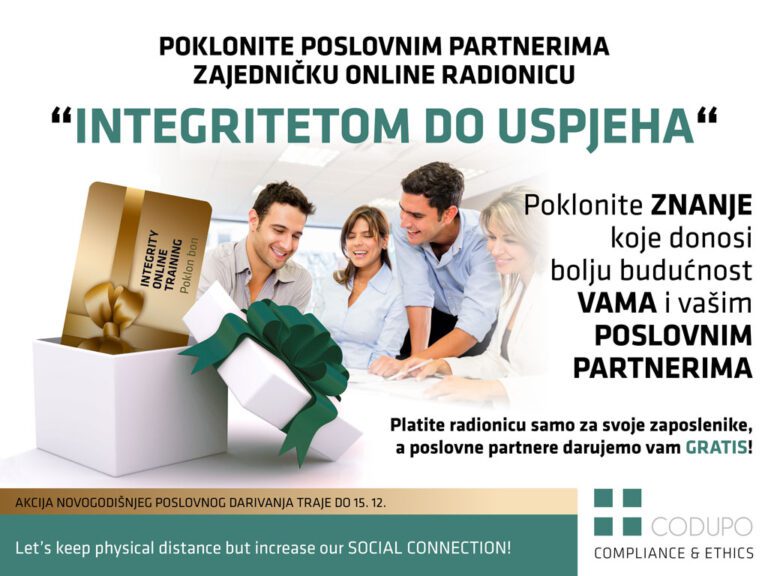 POKLONITE POSLOVNIM PARTNERIMA
ZAJEDNIČKU ONLINE RADIONICU
“INTEGRITETOM DO USPJEHA“
INTEGRITY
ONLINE
TRAINING
Poklon bon
Poklonite ZNANJE
koje donosi
bolju budućnost
VAMA i vašim
POSLOVNIM
PARTNERIMA
Platite radionicu samo za svoje zaposlenike,
a poslovne partnere darujemo vam GRATIS!
AKCIJA NOVOGODIŠNJEG POSLOVNOG DARIVANJA TRAJE DO 15. 12.
Let’s keep physical distance but increase our SOCIAL CONNECTION!
CODUPO
COMPLIANCE & ETHICS